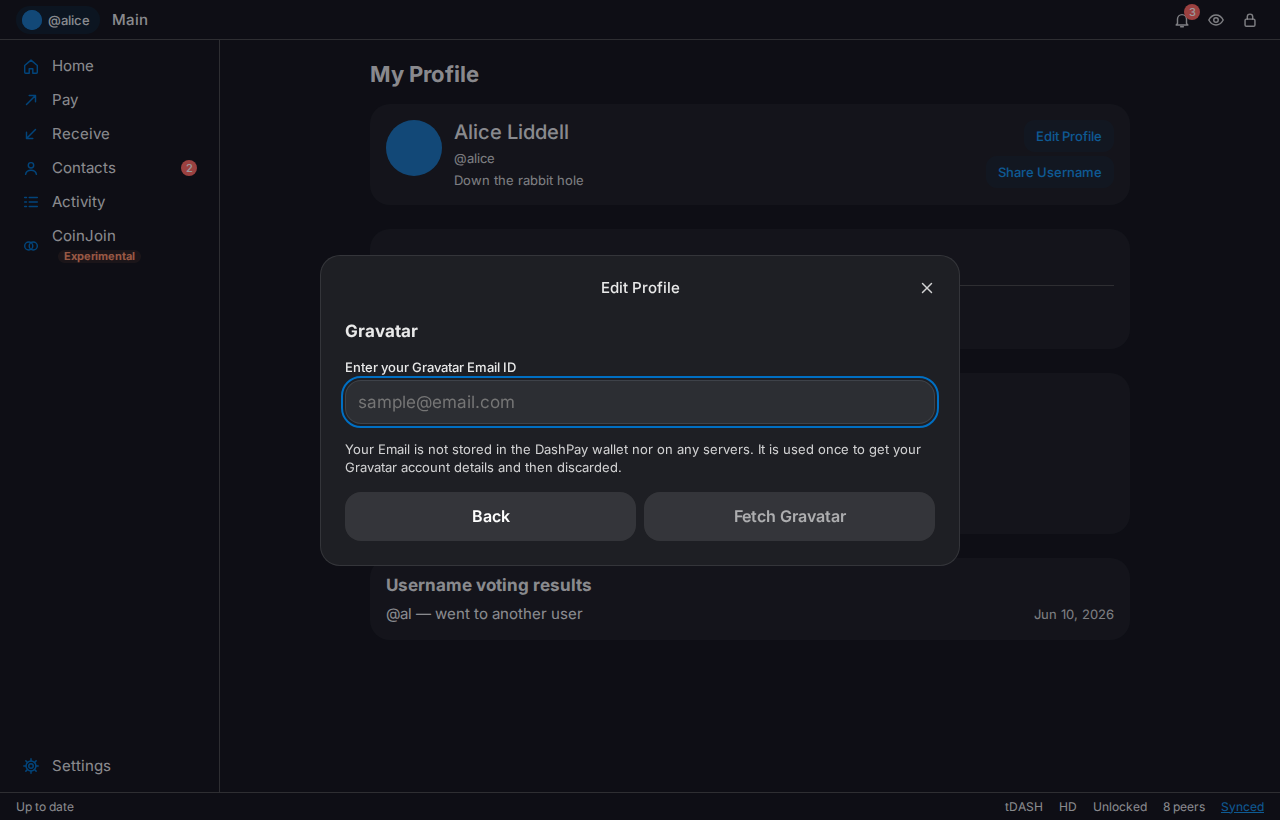 @alice
Main
3
Home
Pay
Receive
Contacts
2
Activity
CoinJoin
Experimental
Settings
My Profile
Alice Liddell
@alice
Down the rabbit hole
Edit Profile
Share Username
Edit Profile
Gravatar
Enter your Gravatar Email ID
sample@email.com
Your Email is not stored in the DashPay wallet nor on any servers. It is used once to get your
Gravatar account details and then discarded.
Back
Fetch Gravatar
Username voting results
@al — went to another user
Jun 10, 2026
Up to date
tDASH
HD
Unlocked
8 peers
Synced